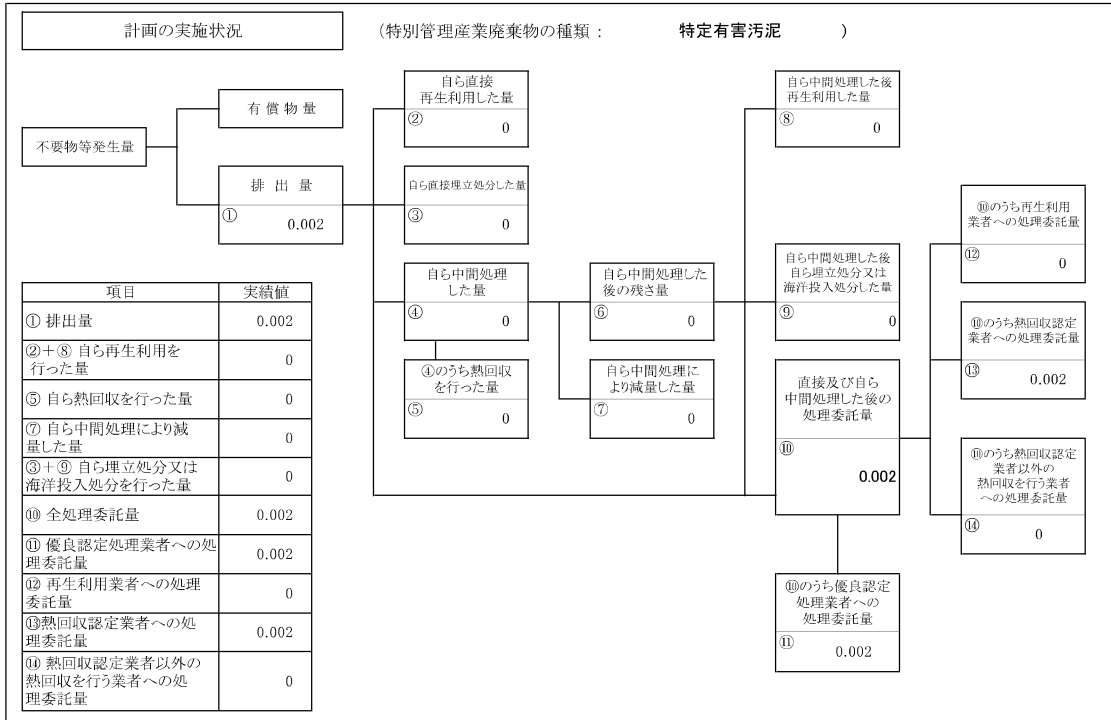 計画の実施状況
(特別管理産業廃棄物の種類: 特定有害汚泥 )
不要物等発生量
有償物量
排出量
① 0.002
自ら直接
再生利用した量
② 0
自ら直接埋立処分した量
③ 0
自ら中間処理
した量
④ 0
④のうち熱回収
を行った量
⑤ 0
自ら中間処理した
後の残さ量
⑥ 0
自ら中間処理に
より減量した量
⑦ 0
自ら中間処理した後
再生利用した量
⑧ 0
自ら中間処理した後
自ら埋立処分又は
海洋投入処分した量
⑨ 0
直接及び自ら
中間処理した後の
処理委託量
⑩
0.002
⑩のうち優良認定
処理業者への
処理委託量
⑪ 0.002
⑩のうち再生利用
業者への処理委託量
⑫ 0
⑩のうち熱回収認定
業者への処理委託量
⑬ 0.002
⑩のうち熱回収認定
業者以外の
熱回収を行う業者
への処理委託量
⑭ 0
項目 実績値
① 排出量 0.002
②+⑧ 自ら再生利用を
行った量 0
⑤ 自ら熱回収を行った量 0
⑦ 自ら中間処理により減
量した量 0
③+⑨ 自ら埋立処分又は
海洋投入処分を行った量 0
⑩ 全処理委託量 0.002
⑪ 優良認定処理業者への処
理委託量 0.002
⑫ 再生利用業者への処理
委託量 0
⑬熱回収認定業者への処
理委託量 0.002
⑭ 熱回収認定業者以外の
熱回収を行う業者への処
理委託量 0